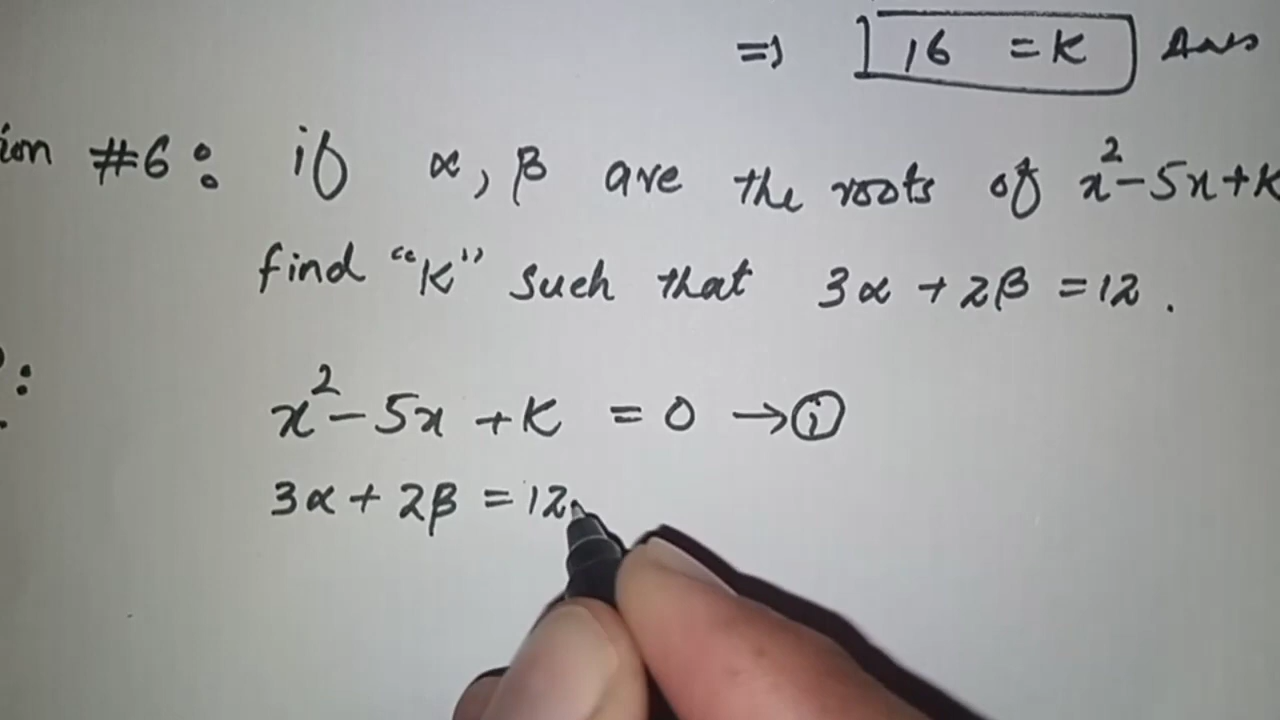 => 16 = K Ans
ion #6: if α, β are the roots of x² - 5x + K
find "K" such that 3α + 2β = 12.
:
x² - 5x + K = 0 → i
3α + 2β = 12